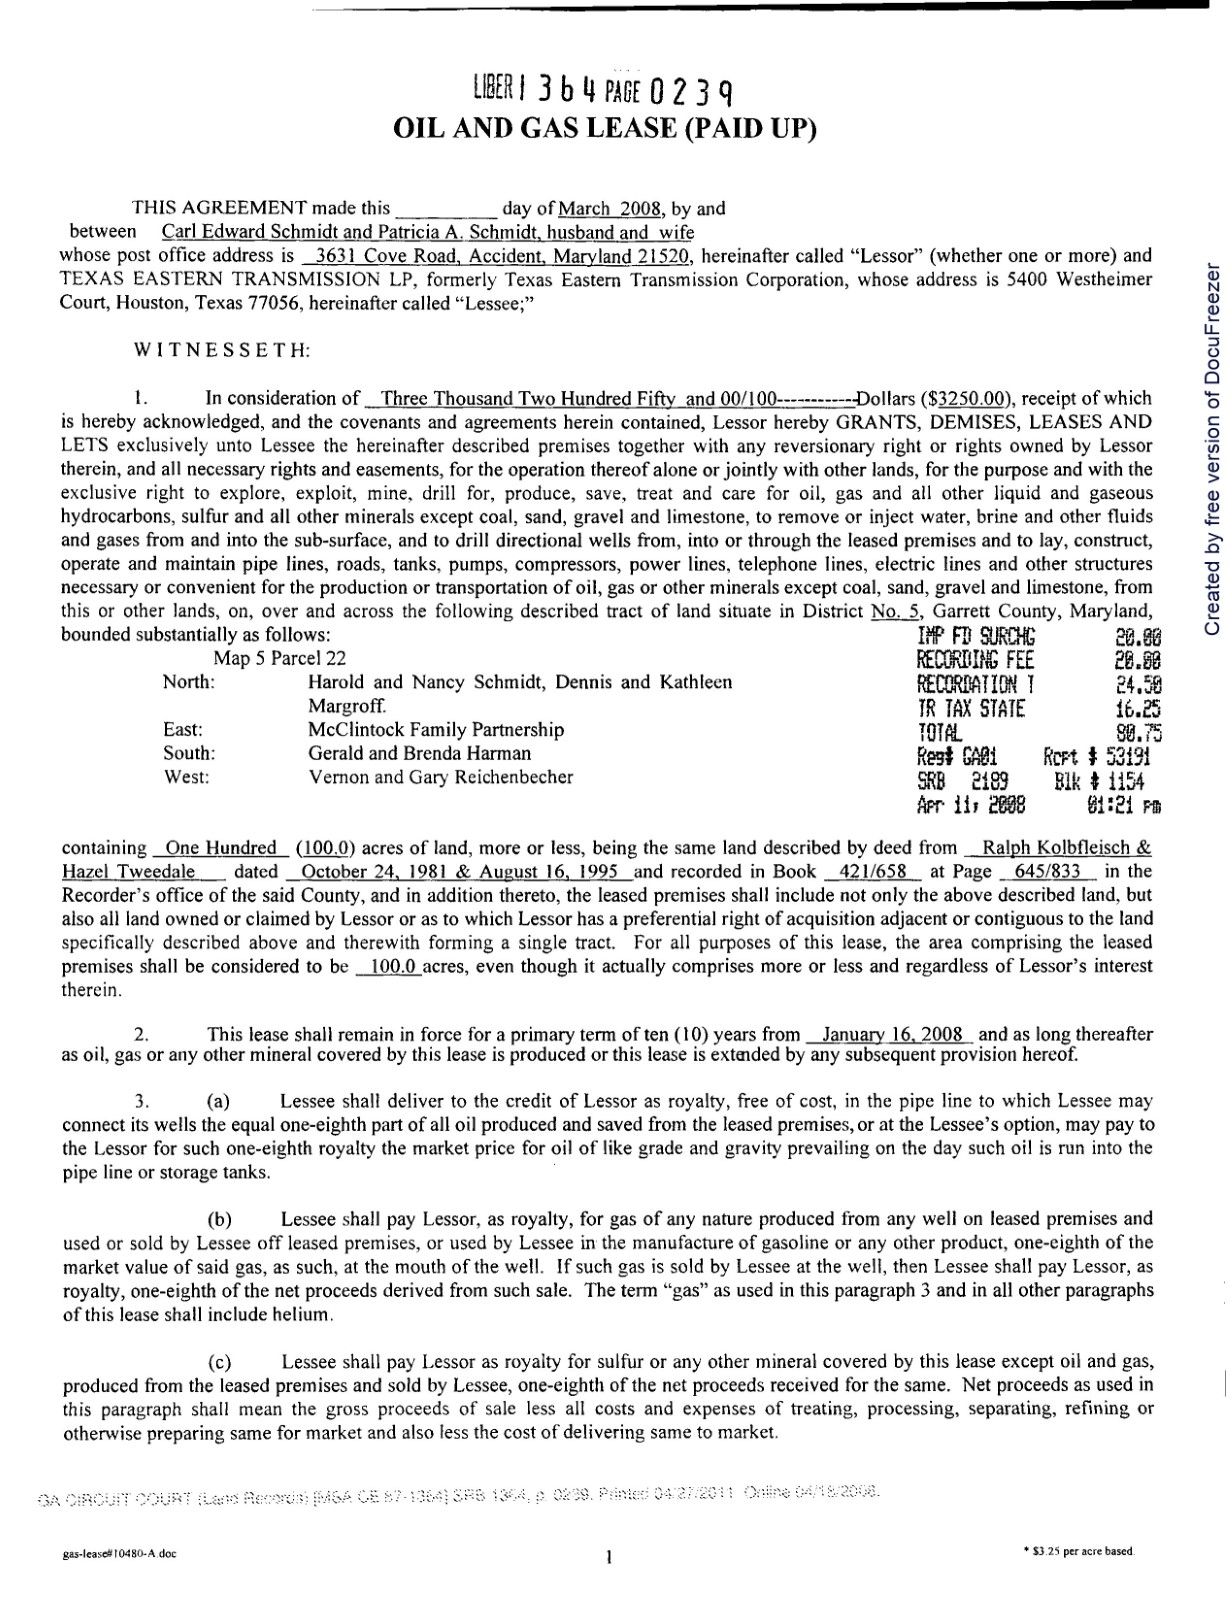 LIBER 1364 PAGE 0239
OIL AND GAS LEASE (PAID UP)
THIS AGREEMENT made this _________ day of March 2008, by and
between Carl Edward Schmidt and Patricia A. Schmidt, husband and wife
whose post office address is 3631 Cove Road, Accident, Maryland 21520, hereinafter called “Lessor” (whether one or more) and
TEXAS EASTERN TRANSMISSION LP, formerly Texas Eastern Transmission Corporation, whose address is 5400 Westheimer
Court, Houston, Texas 77056, hereinafter called “Lessee;”
WITNESSETH:
1. In consideration of Three Thousand Two Hundred Fifty and 00/100-----------Dollars ($3250.00), receipt of which
is hereby acknowledged, and the covenants and agreements herein contained, Lessor hereby GRANTS, DEMISES, LEASES AND
LETS exclusively unto Lessee the hereinafter described premises together with any reversionary right or rights owned by Lessor
therein, and all necessary rights and easements, for the operation thereof alone or jointly with other lands, for the purpose and with the
exclusive right to explore, exploit, mine, drill for, produce, save, treat and care for oil, gas and all other liquid and gaseous
hydrocarbons, sulfur and all other minerals except coal, sand, gravel and limestone, to remove or inject water, brine and other fluids
and gases from and into the sub-surface, and to drill directional wells from, into or through the leased premises and to lay, construct,
operate and maintain pipe lines, roads, tanks, pumps, compressors, power lines, telephone lines, electric lines and other structures
necessary or convenient for the production or transportation of oil, gas or other minerals except coal, sand, gravel and limestone, from
this or other lands, on, over and across the following described tract of land situate in District No. 5, Garrett County, Maryland,
bounded substantially as follows:
Map 5 Parcel 22
North: Harold and Nancy Schmidt, Dennis and Kathleen
Margroff.
East: McClintock Family Partnership
South: Gerald and Brenda Harman
West: Vernon and Gary Reichenbecher
IMP FD SURCHG 20.00
RECORDING FEE 20.00
RECORDATION T 24.50
TR TAX STATE 16.25
TOTAL 80.75
Reg# GA01 Rcpt # 53191
SRB 2189 Blk # 1154
Apr 11, 2008 01:21 pm
containing One Hundred (100.0) acres of land, more or less, being the same land described by deed from Ralph Kolbfleisch &
Hazel Tweedale dated October 24, 1981 & August 16, 1995 and recorded in Book 421/658 at Page 645/833 in the
Recorder’s office of the said County, and in addition thereto, the leased premises shall include not only the above described land, but
also all land owned or claimed by Lessor or as to which Lessor has a preferential right of acquisition adjacent or contiguous to the land
specifically described above and therewith forming a single tract. For all purposes of this lease, the area comprising the leased
premises shall be considered to be 100.0 acres, even though it actually comprises more or less and regardless of Lessor’s interest
therein.
2. This lease shall remain in force for a primary term of ten (10) years from January 16, 2008 and as long thereafter
as oil, gas or any other mineral covered by this lease is produced or this lease is extended by any subsequent provision hereof.
3. (a) Lessee shall deliver to the credit of Lessor as royalty, free of cost, in the pipe line to which Lessee may
connect its wells the equal one-eighth part of all oil produced and saved from the leased premises, or at the Lessee’s option, may pay to
the Lessor for such one-eighth royalty the market price for oil of like grade and gravity prevailing on the day such oil is run into the
pipe line or storage tanks.
(b) Lessee shall pay Lessor, as royalty, for gas of any nature produced from any well on leased premises and
used or sold by Lessee off leased premises, or used by Lessee in the manufacture of gasoline or any other product, one-eighth of the
market value of said gas, as such, at the mouth of the well. If such gas is sold by Lessee at the well, then Lessee shall pay Lessor, as
royalty, one-eighth of the net proceeds derived from such sale. The term “gas” as used in this paragraph 3 and in all other paragraphs
of this lease shall include helium.
(c) Lessee shall pay Lessor as royalty for sulfur or any other mineral covered by this lease except oil and gas,
produced from the leased premises and sold by Lessee, one-eighth of the net proceeds received for the same. Net proceeds as used in
this paragraph shall mean the gross proceeds of sale less all costs and expenses of treating, processing, separating, refining or
otherwise preparing same for market and also less the cost of delivering same to market.
GA CIRCUIT COURT (Land Records) [MSA CE 87-1364] SRB 1364, p. 0239. Printed 04/27/2011. Online 04/18/2008.
gas-lease#10480-A.doc
1
* $3.25 per acre based.
Created by free version of DocuFreezer